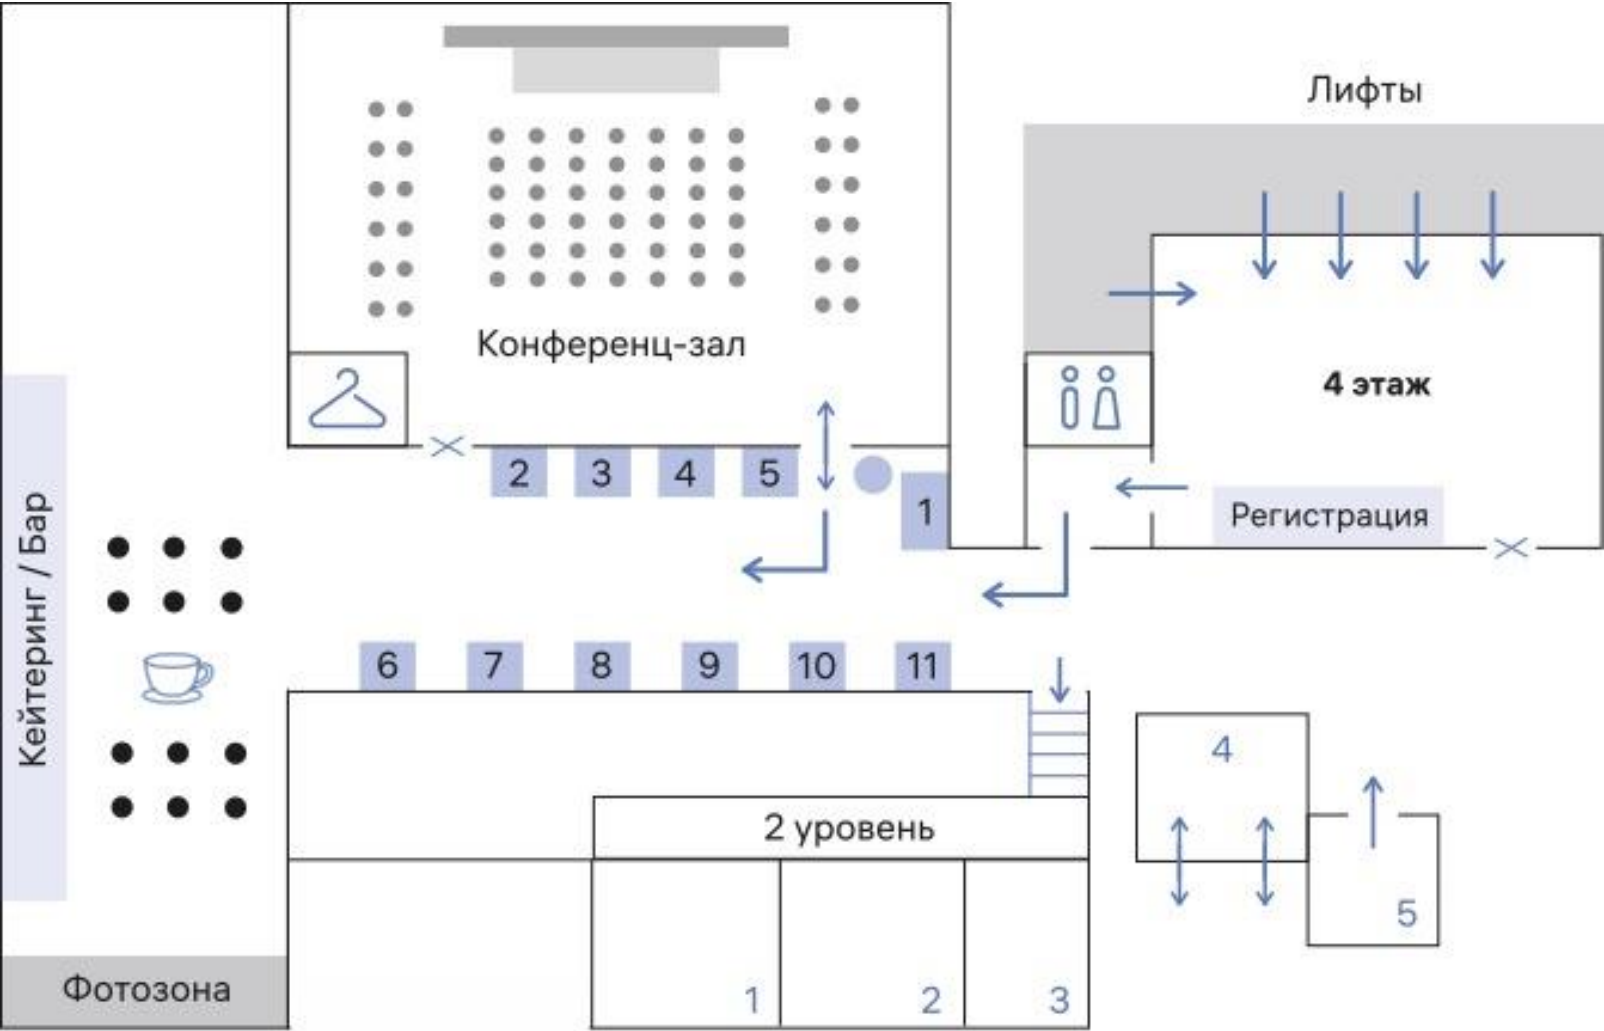 Лифты
Конференц-зал
4 этаж
2
3
4
5
1
Регистрация
Кейтеринг / Бар
6
7
8
9
10
11
4
2 уровень
5
1
2
3
Фотозона